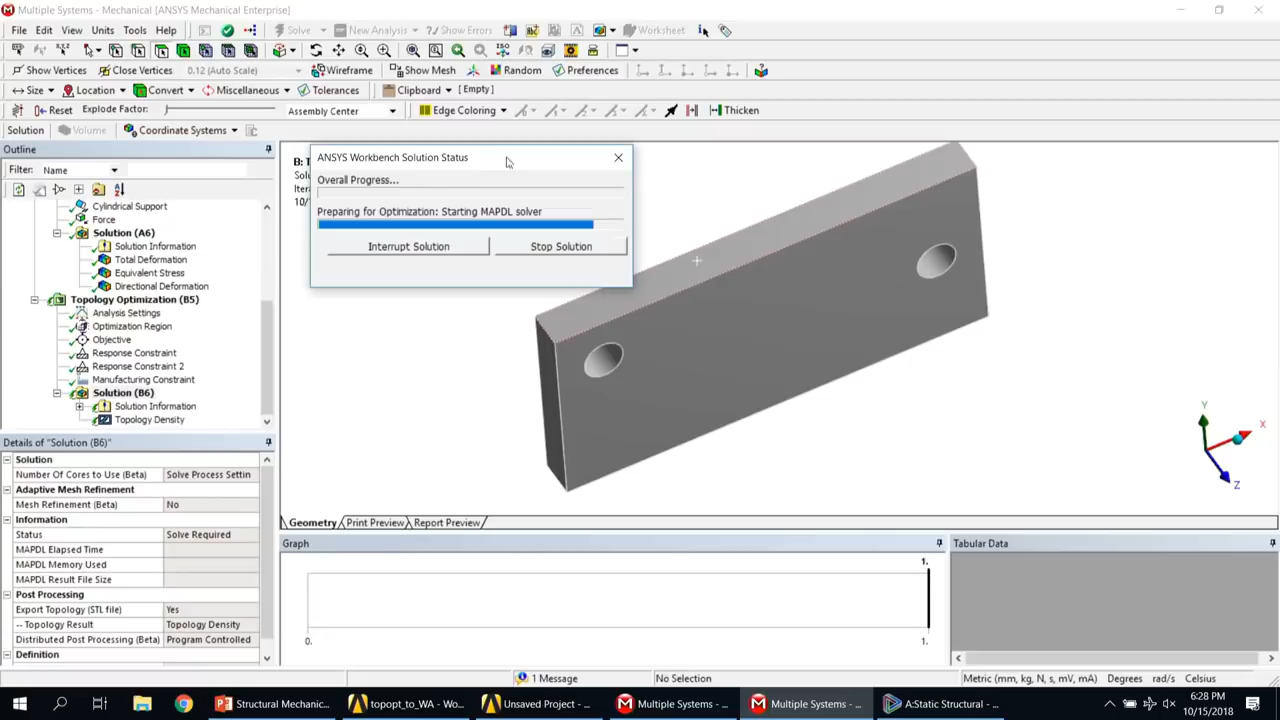 Multiple Systems - Mechanical [ANSYS Mechanical Enterprise]
File Edit View Units Tools Help Solve New Analysis Show Errors Worksheet
Show Vertices Close Vertices 0.12 (Auto Scale) Wireframe Show Mesh Random Preferences
Size Location Convert Miscellaneous Tolerances Clipboard [Empty]
Reset Explode Factor: Assembly Center Edge Coloring Thicken
Solution Volume Coordinate Systems
Outline
Filter: Name
Cylindrical Support
Force
Solution (A6)
Solution Information
Total Deformation
Equivalent Stress
Directional Deformation
Topology Optimization (B5)
Analysis Settings
Optimization Region
Objective
Response Constraint
Response Constraint 2
Manufacturing Constraint
Solution (B6)
Solution Information
Topology Density
Details of "Solution (B6)"
Solution
Number Of Cores to Use (Beta) Solve Process Settin
Adaptive Mesh Refinement
Mesh Refinement (Beta) No
Information
Status Solve Required
MAPDL Elapsed Time
MAPDL Memory Used
MAPDL Result File Size
Post Processing
Export Topology (STL file) Yes
-- Topology Result Topology Density
Distributed Post Processing (Beta) Program Controlled
Definition
B: T
Solu
Itera
10/1
ANSYS Workbench Solution Status
Overall Progress...
Preparing for Optimization: Starting MAPDL solver
Interrupt Solution Stop Solution
Y
X
Z
Geometry Print Preview Report Preview
Graph
1.
0. 1.
Tabular Data
1 Message No Selection Metric (mm, kg, N, s, mV, mA) Degrees rad/s Celsius
Structural Mechanic... topopt_to_WA - Wo... Unsaved Project - ... Multiple Systems - ... Multiple Systems - ... A:Static Structural - ...
6:28 PM
10/15/2018